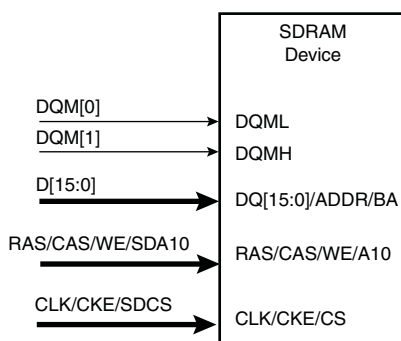 SDRAM
Device
DQM[0]
DQML
DQM[1]
DQMH
D[15:0]
DQ[15:0]/ADDR/BA
RAS/CAS/WE/SDA10
RAS/CAS/WE/A10
CLK/CKE/SDCS
CLK/CKE/CS